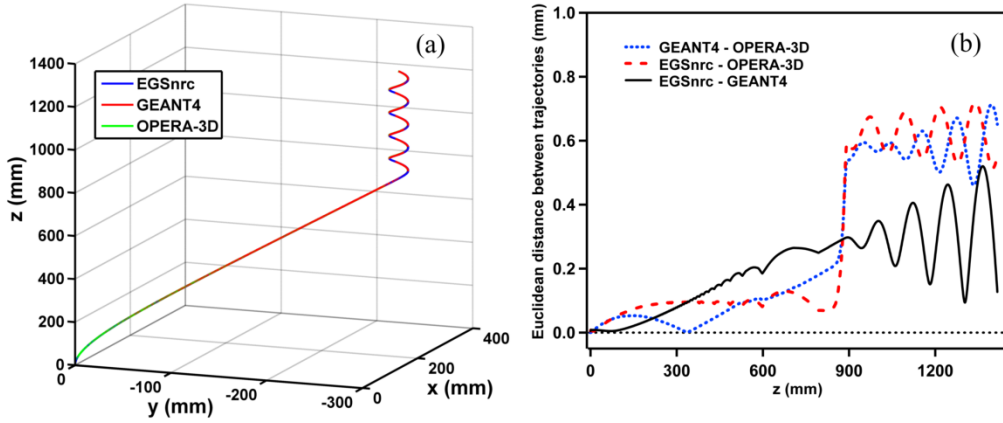 (a)
1400
1200
1000
800
600
400
200
0
z (mm)
EGSnrc
GEANT4
OPERA-3D
0
-100
-200
-300
y (mm)
0
200
400
x (mm)
(b)
Euclidean distance between trajectories (mm)
0.8
0.6
0.4
0.2
0.0
GEANT4 - OPERA-3D
EGSnrc - OPERA-3D
EGSnrc - GEANT4
0
300
600
900
1200
z (mm)